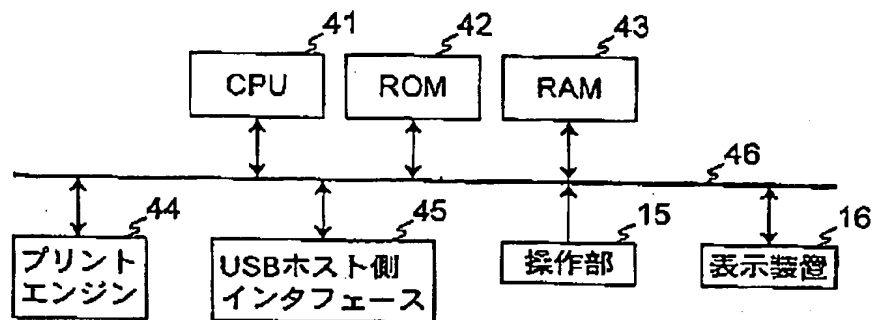 41
42
43
CPU
ROM
RAM
46
44
45
15
16
プリント
エンジン
USBホスト側
インタフェース
操作部
表示装置